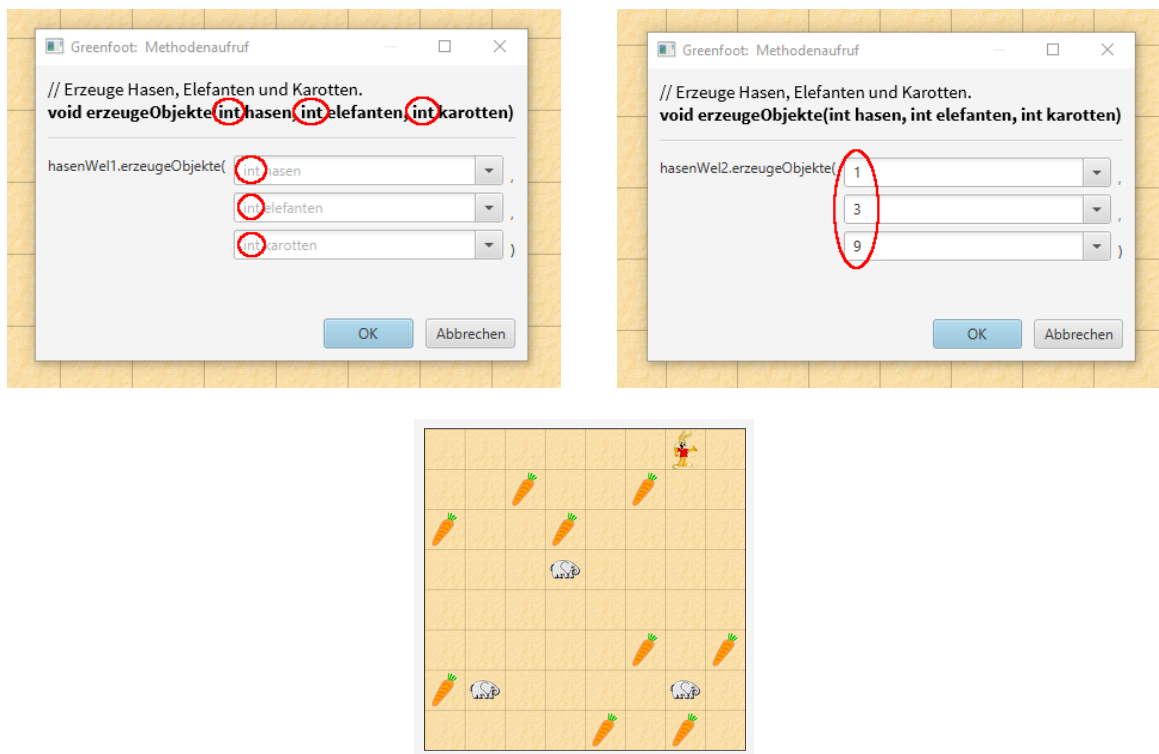 Greenfoot: Methodenaufruf
// Erzeuge Hasen, Elefanten und Karotten.
void erzeugeObjekte(int hasen, int elefanten, int karotten)
hasenWel1.erzeugeObjekte( int hasen ,
int elefanten ,
int karotten )
OK Abbrechen
Greenfoot: Methodenaufruf
// Erzeuge Hasen, Elefanten und Karotten.
void erzeugeObjekte(int hasen, int elefanten, int karotten)
hasenWel2.erzeugeObjekte( 1 ,
3 ,
9 )
OK Abbrechen